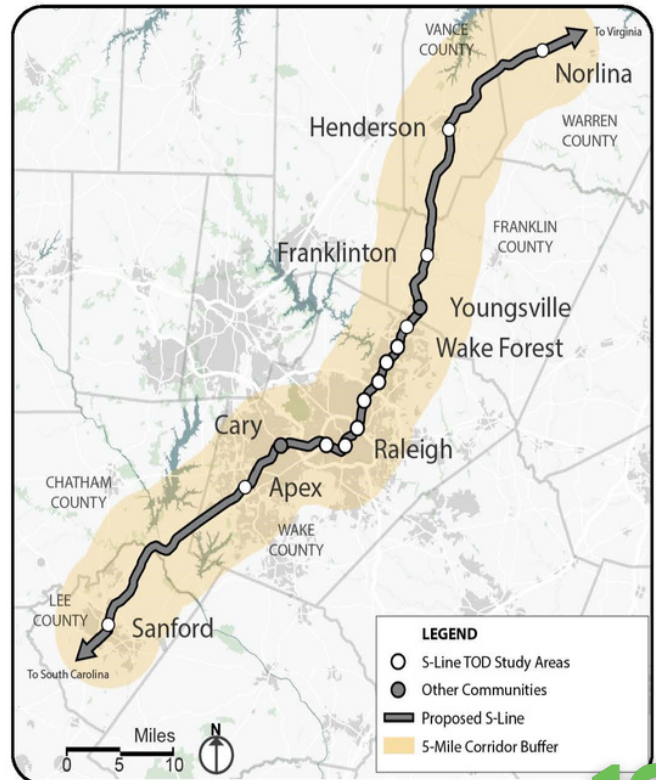 VANCE
COUNTY
To Virginia
Norlina
Henderson
WARREN
COUNTY
FRANKLIN
COUNTY
Franklinton
Youngsville
Wake Forest
Cary
Raleigh
CHATHAM
COUNTY
Apex
WAKE
COUNTY
LEE
COUNTY
Sanford
To South Carolina
LEGEND
S-Line TOD Study Areas
Other Communities
Proposed S-Line
5-Mile Corridor Buffer
Miles
0 5 10
N